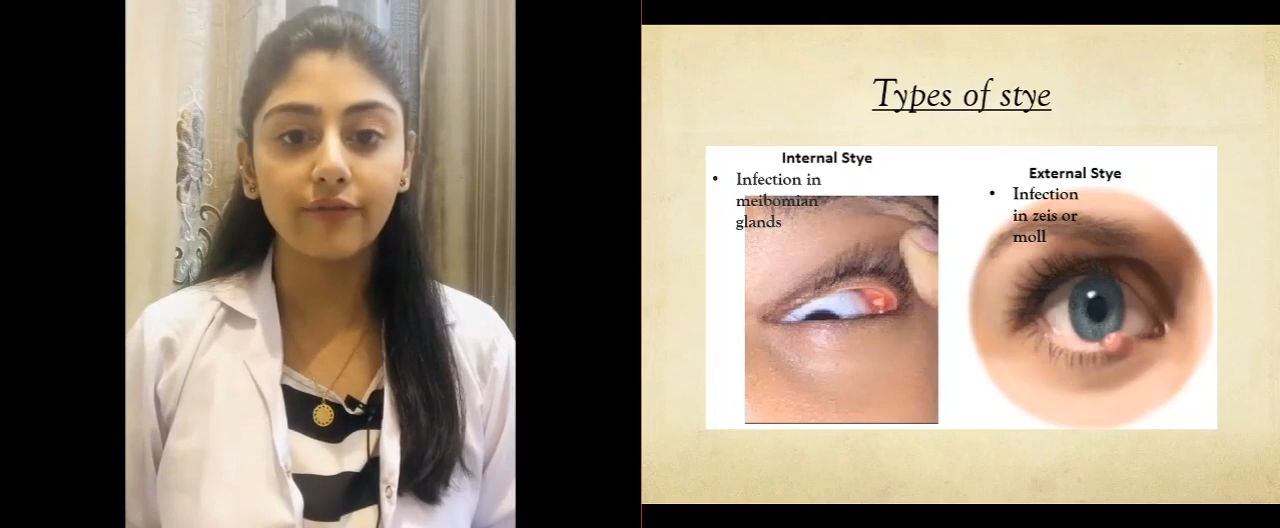 Types of stye
Internal Stye
• Infection in
meibomian
glands
External Stye
• Infection
in zeis or
moll